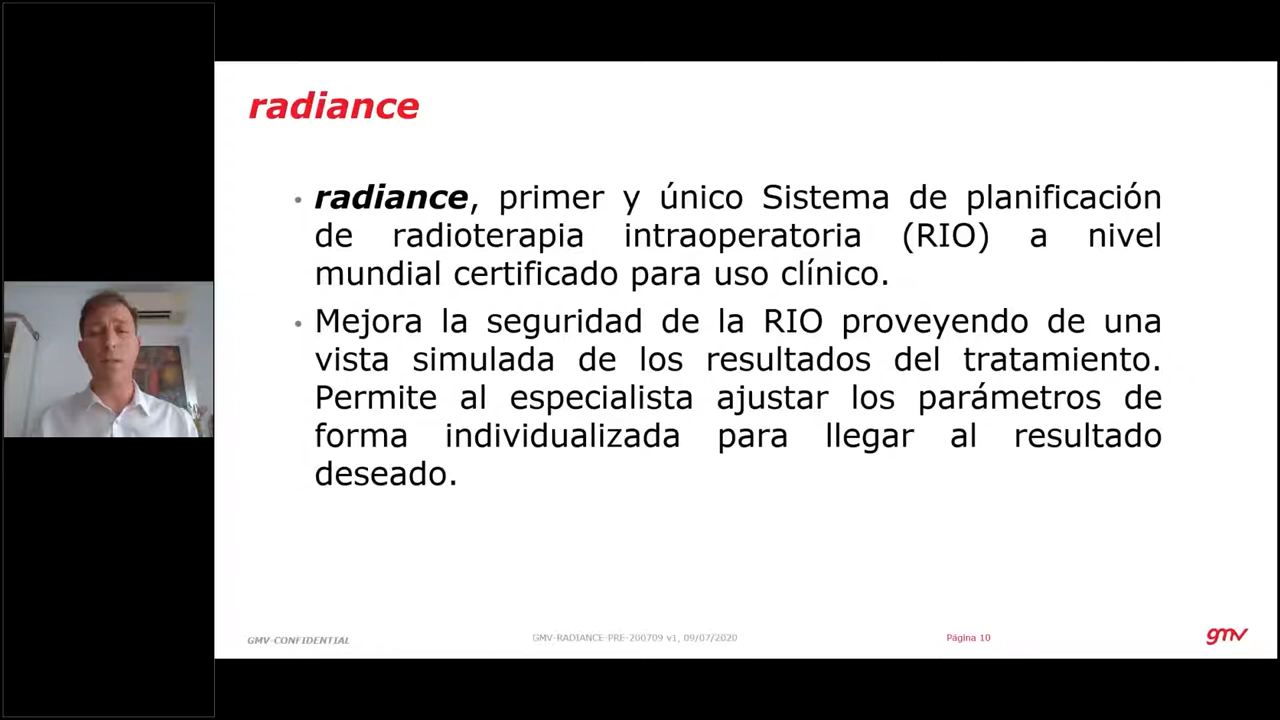 radiance
• radiance, primer y único Sistema de planificación
de radioterapia intraoperatoria (RIO) a nivel
mundial certificado para uso clínico.
• Mejora la seguridad de la RIO proveyendo de una
vista simulada de los resultados del tratamiento.
Permite al especialista ajustar los parámetros de
forma individualizada para llegar al resultado
deseado.
GMV-CONFIDENTIAL
GMV-RADIANCE-PRE-200709 v1, 09/07/2020
Página 10
gmv